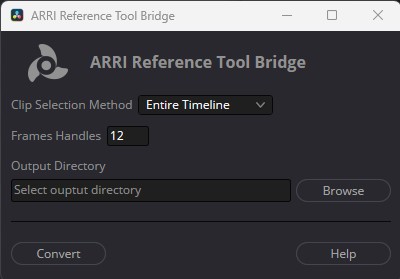 ARRI Reference Tool Bridge
ARRI Reference Tool Bridge
Clip Selection Method Entire Timeline
Frames Handles 12
Output Directory
Select ouptut directory Browse
Convert Help